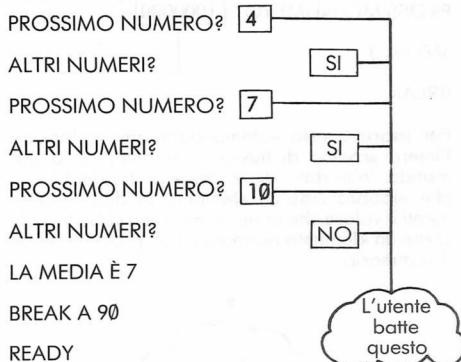 PROSSIMO NUMERO? 4
ALTRI NUMERI? SI
PROSSIMO NUMERO? 7
ALTRI NUMERI? SI
PROSSIMO NUMERO? 10
ALTRI NUMERI? NO
LA MEDIA È 7
BREAK A 90
READY
L'utente
batte
questo